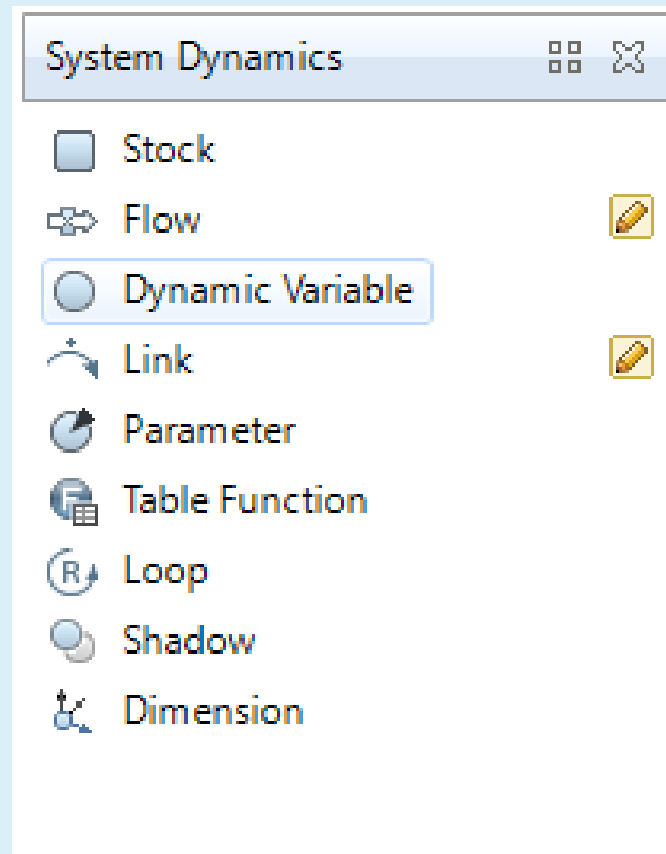 System Dynamics
Stock
Flow
Dynamic Variable
Link
Parameter
Table Function
Loop
Shadow
Dimension